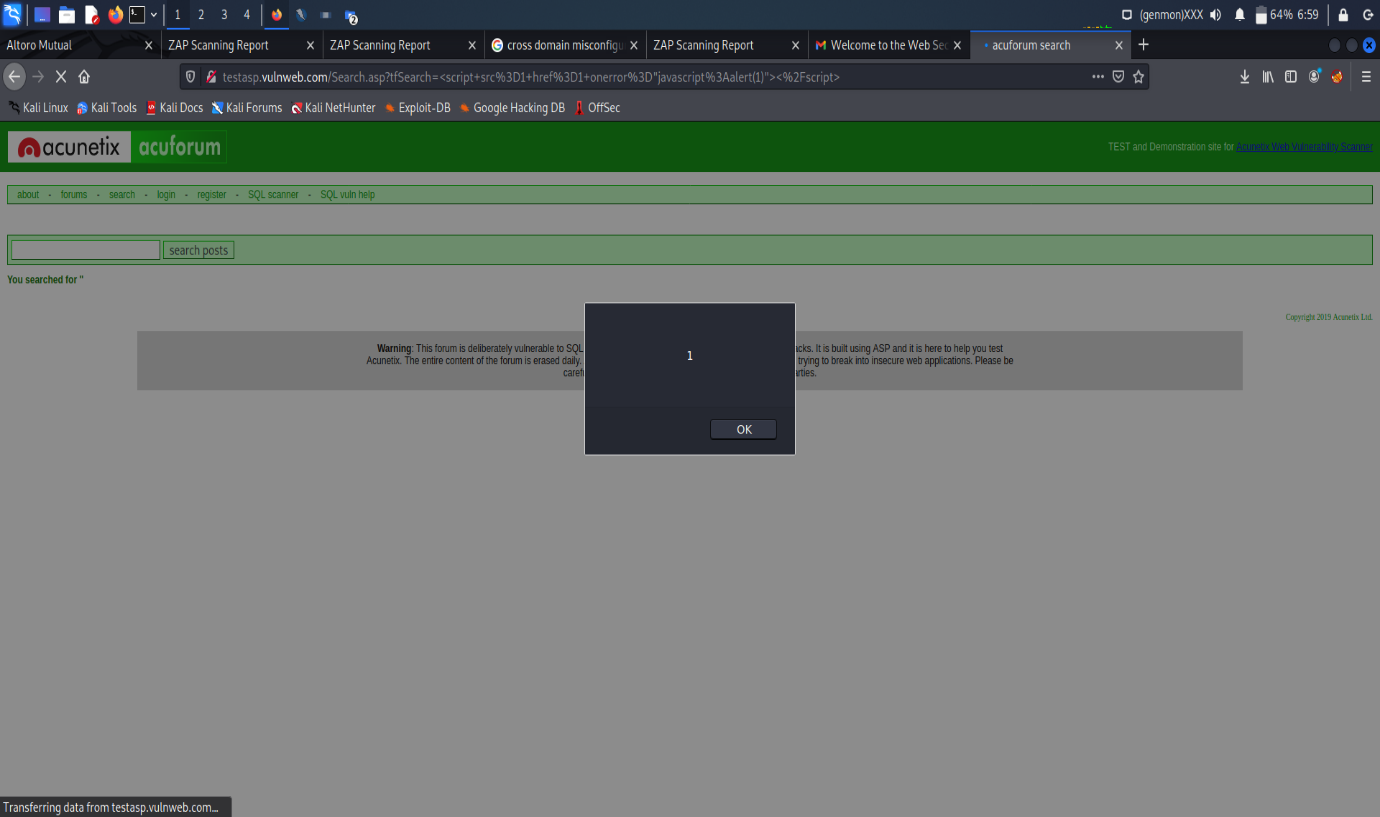 1 2 3 4 2 (genmon)XXX 64% 6:59
Altoro Mutual ZAP Scanning Report ZAP Scanning Report cross domain misconfigu ZAP Scanning Report Welcome to the Web Sec acuforum search
testasp.vulnweb.com/Search.asp?tfSearch=<script+src%3D1+href%3D1+onerror%3D"javascript%3Aalert(1)"><%2Fscript>
Kali Linux Kali Tools Kali Docs Kali Forums Kali NetHunter Exploit-DB Google Hacking DB OffSec
acunetix acuforum TEST and Demonstration site for Acunetix Web Vulnerability Scanner
about - forums - search - login - register - SQL scanner - SQL vuln help
search posts
You searched for ''
Copyright 2019 Acunetix Ltd.
Warning: This forum is deliberately vulnerable to SQL acks. It is built using ASP and it is here to help you test
Acunetix. The entire content of the forum is erased daily. trying to break into insecure web applications. Please be
caref arties.
1
OK
Transferring data from testasp.vulnweb.com...